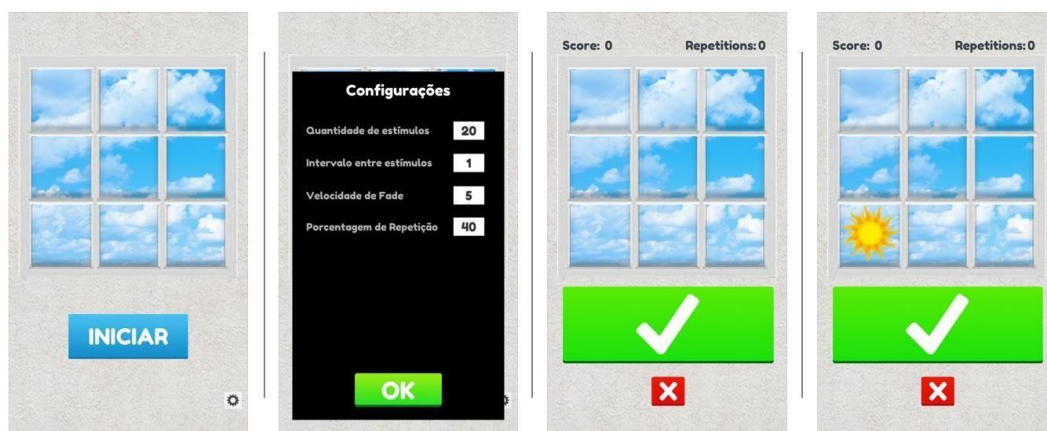 INICIAR
Configurações
Quantidade de estímulos 20
Intervalo entre estímulos 1
Velocidade de Fade 5
Porcentagem de Repetição 40
OK
Score: 0 Repetitions: 0
Score: 0 Repetitions: 0